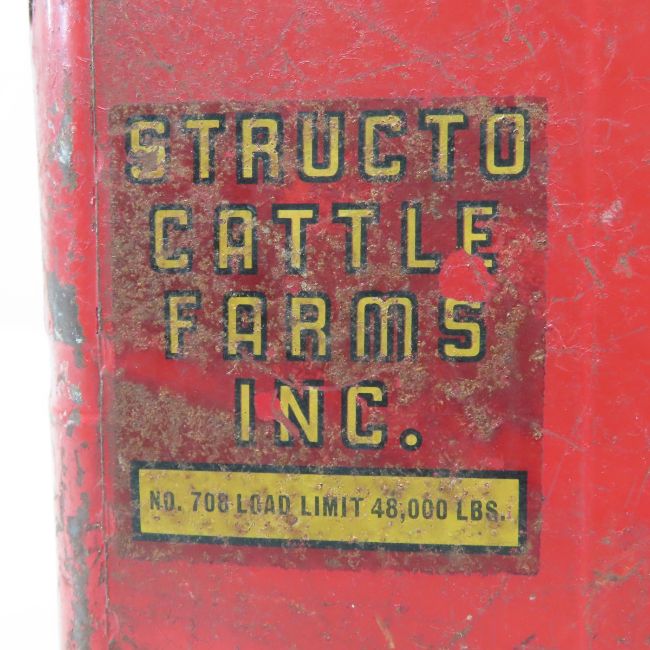 STRUCTO
CATTLE
FARMS
INC.
NO. 708 LOAD LIMIT 48,000 LBS.